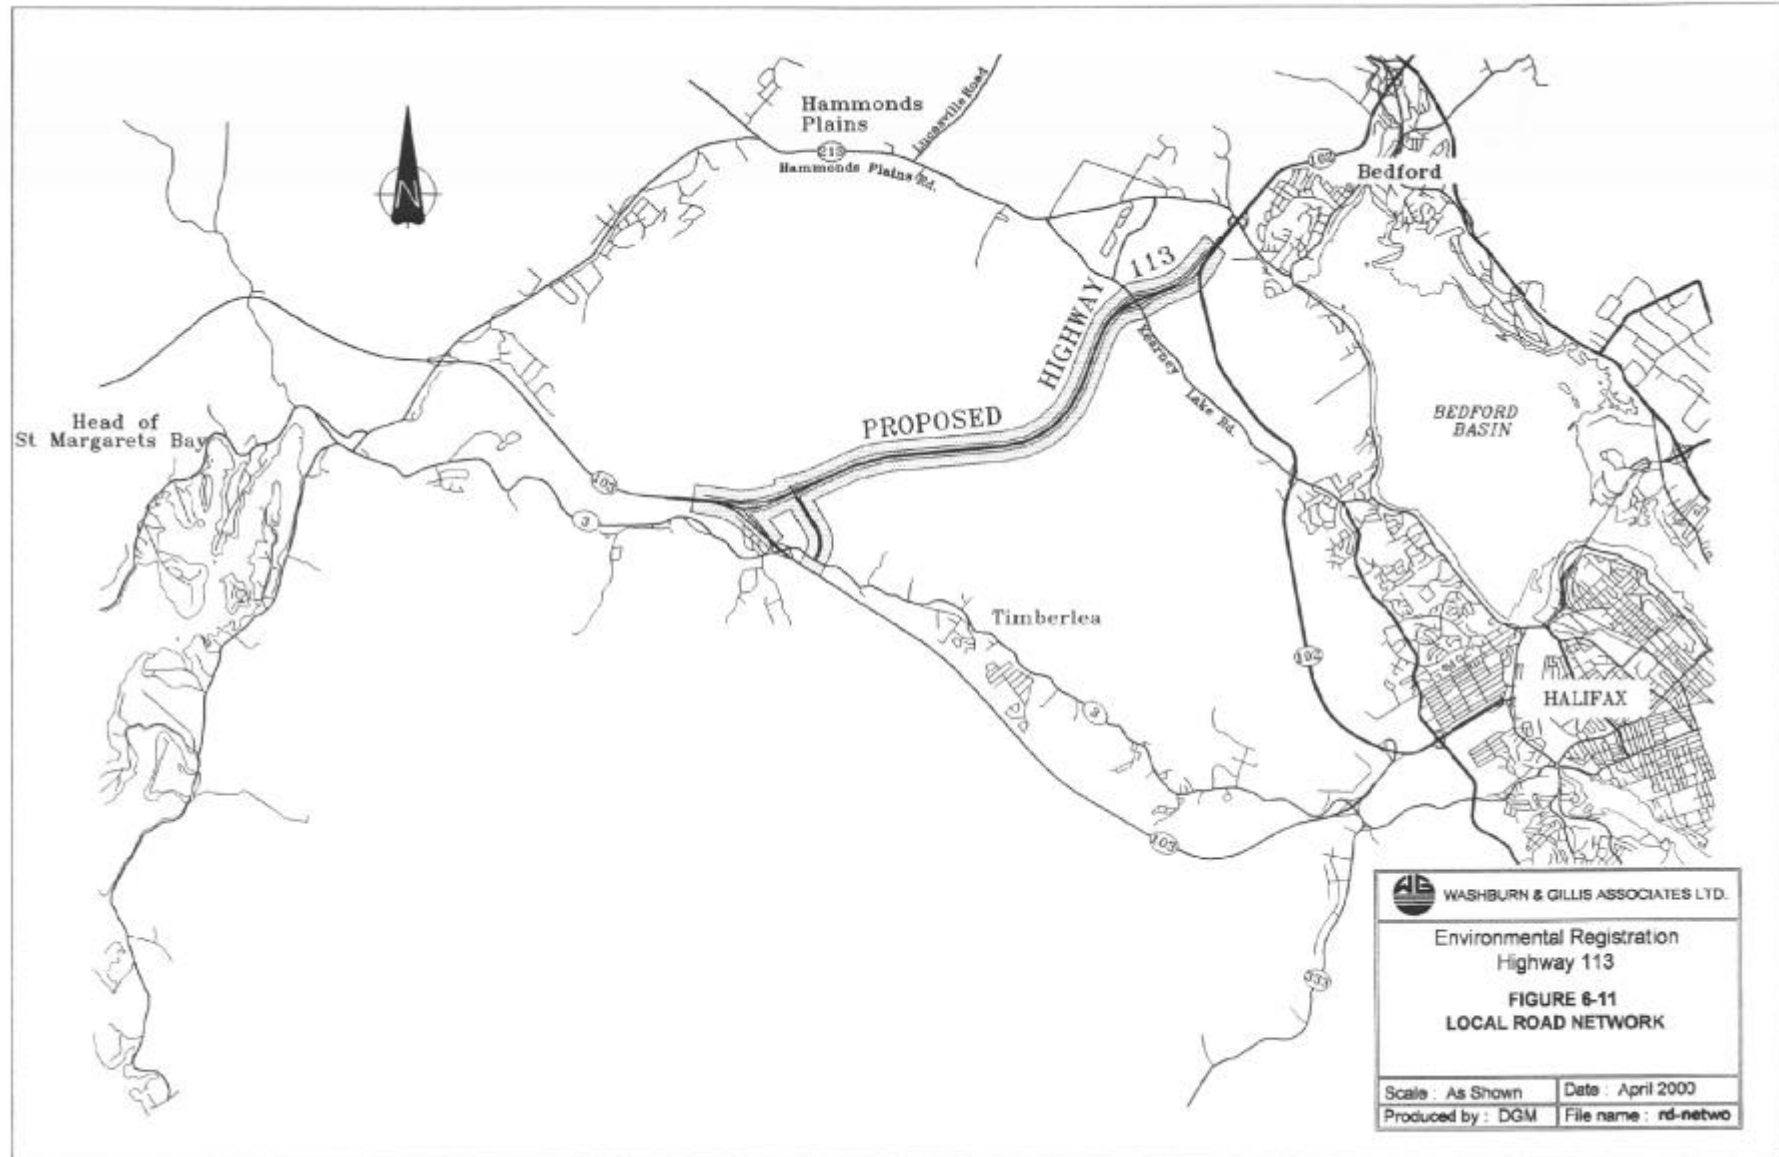 Hammonds
Plains
Lucasville Road
213
Hammonds Plains Rd.
102
Bedford
N
HIGHWAY 113
PROPOSED
Kearney
Lake Rd.
Head of
St Margarets Bay
BEDFORD
BASIN
103
3
Timberlea
102
HALIFAX
3
103
333
WG
WASHBURN & GILLIS ASSOCIATES LTD.
Environmental Registration
Highway 113
FIGURE 6-11
LOCAL ROAD NETWORK
Scale : As Shown
Date : April 2000
Produced by : DGM
File name : rd-netwo